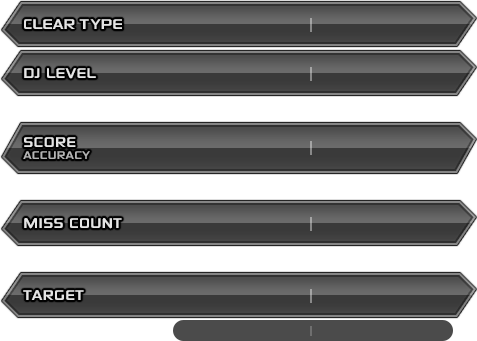 CLEAR TYPE
DJ LEVEL
SCORE
ACCURACY
MISS COUNT
TARGET